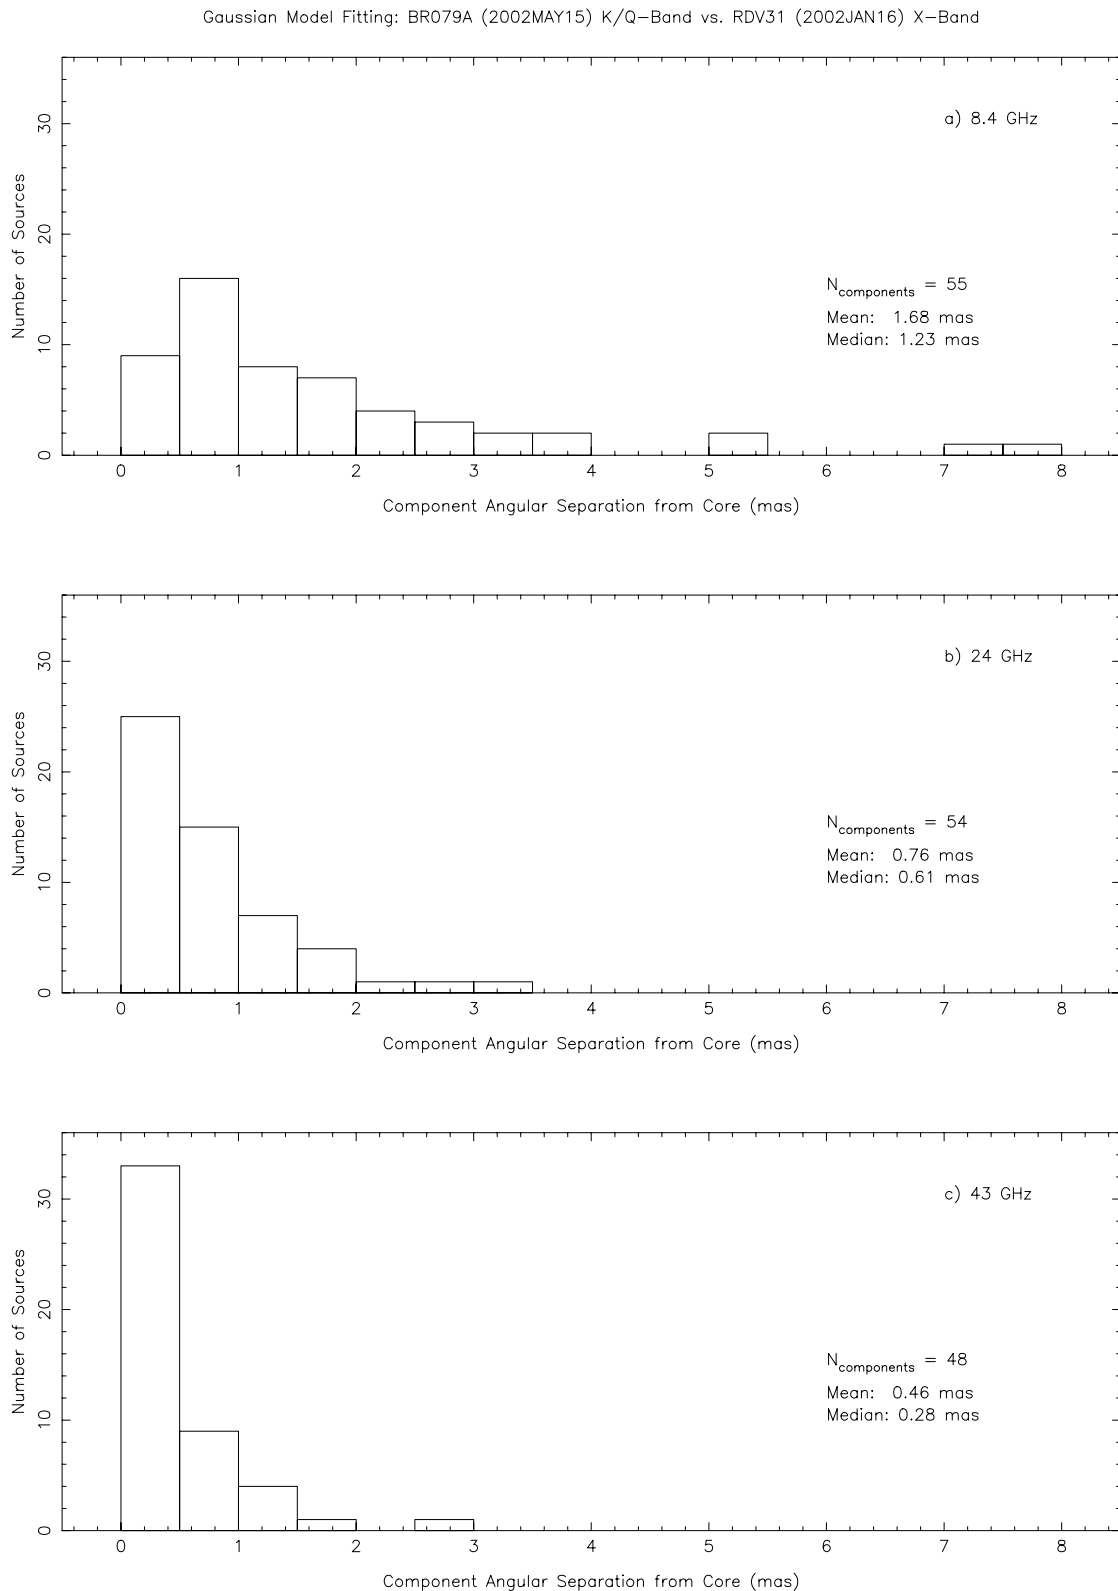 Gaussian Model Fitting: BR079A (2002MAY15) K/Q-Band vs. RDV31 (2002JAN16) X-Band
a) 8.4 GHz
Number of Sources
30
20
10
0
N_components = 55
Mean: 1.68 mas
Median: 1.23 mas
0 1 2 3 4 5 6 7 8
Component Angular Separation from Core (mas)
b) 24 GHz
Number of Sources
30
20
10
0
N_components = 54
Mean: 0.76 mas
Median: 0.61 mas
0 1 2 3 4 5 6 7 8
Component Angular Separation from Core (mas)
c) 43 GHz
Number of Sources
30
20
10
0
N_components = 48
Mean: 0.46 mas
Median: 0.28 mas
0 1 2 3 4 5 6 7 8
Component Angular Separation from Core (mas)